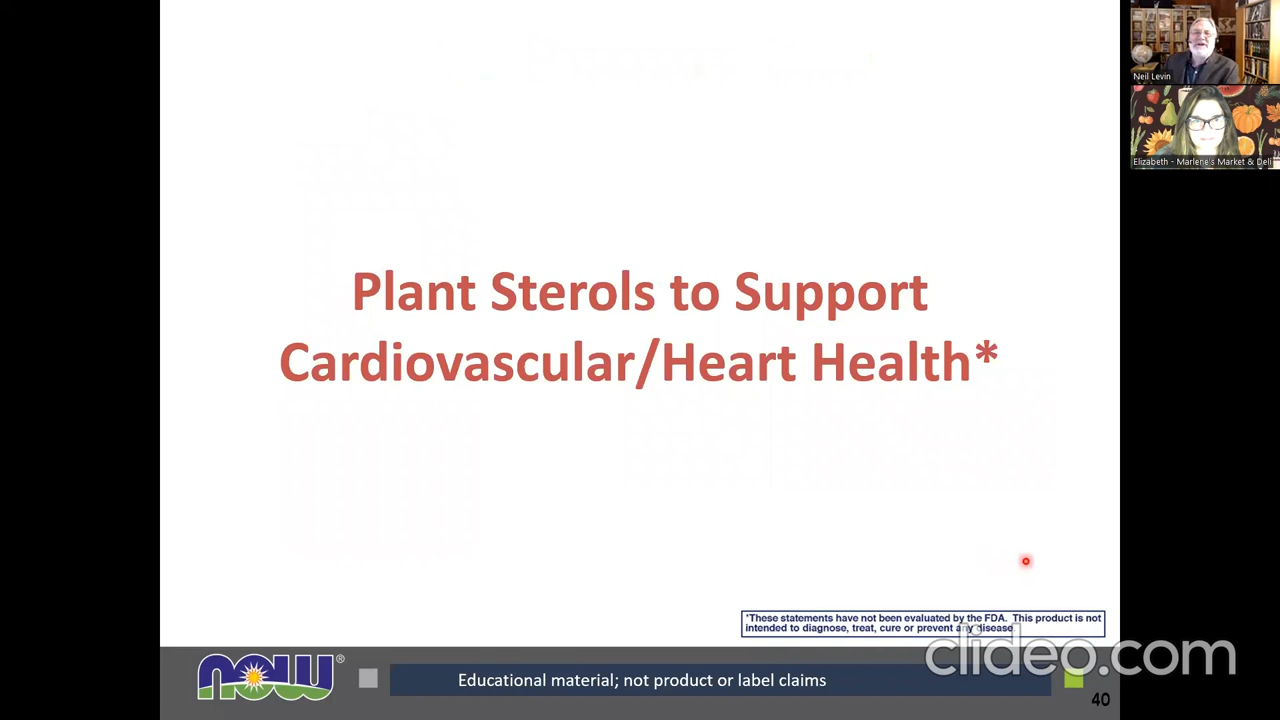 Neil Levin
Elizabeth - Marlene's Market & Deli
Plant Sterols to Support
Cardiovascular/Heart Health*
*These statements have not been evaluated by the FDA. This product is not
intended to diagnose, treat, cure or prevent any disease.
NOW®
Educational material; not product or label claims
clideo.com
40